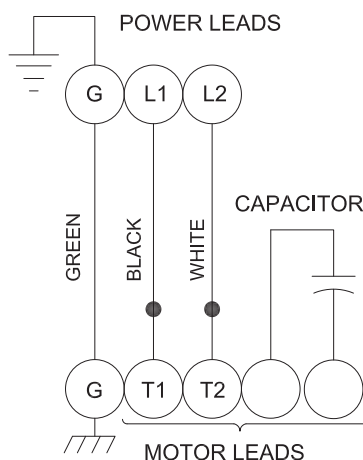 POWER LEADS
G L1 L2
GREEN
BLACK
WHITE
CAPACITOR
G T1 T2
MOTOR LEADS